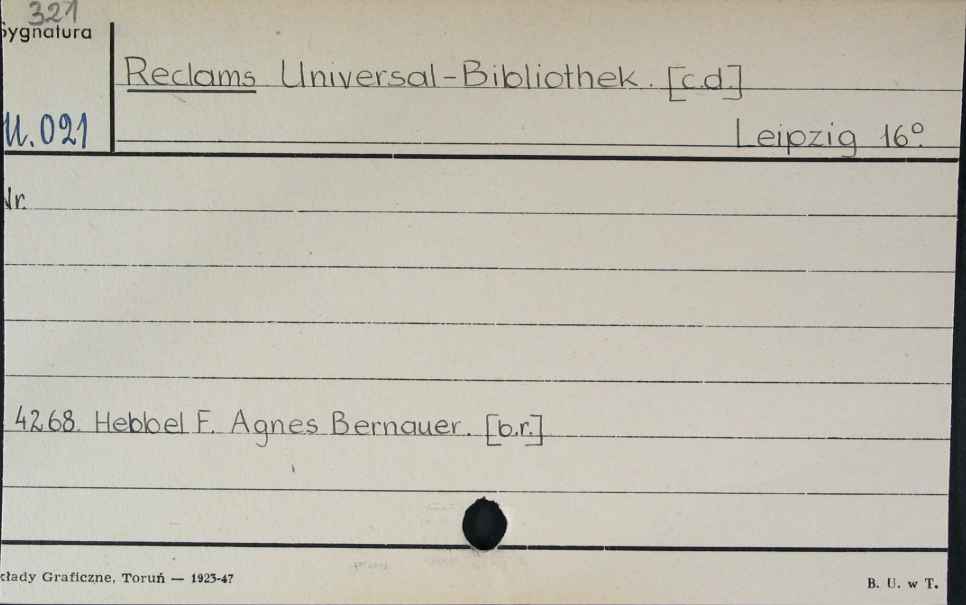 321
Sygnatura
Reclams Universal-Bibliothek. [c.d.]
U.021
Leipzig 16°.
Nr.
4268. Hebbel F. Agnes Bernauer. [b.r.]
kłady Graficzne, Toruń — 1923-47
B. U. w T.